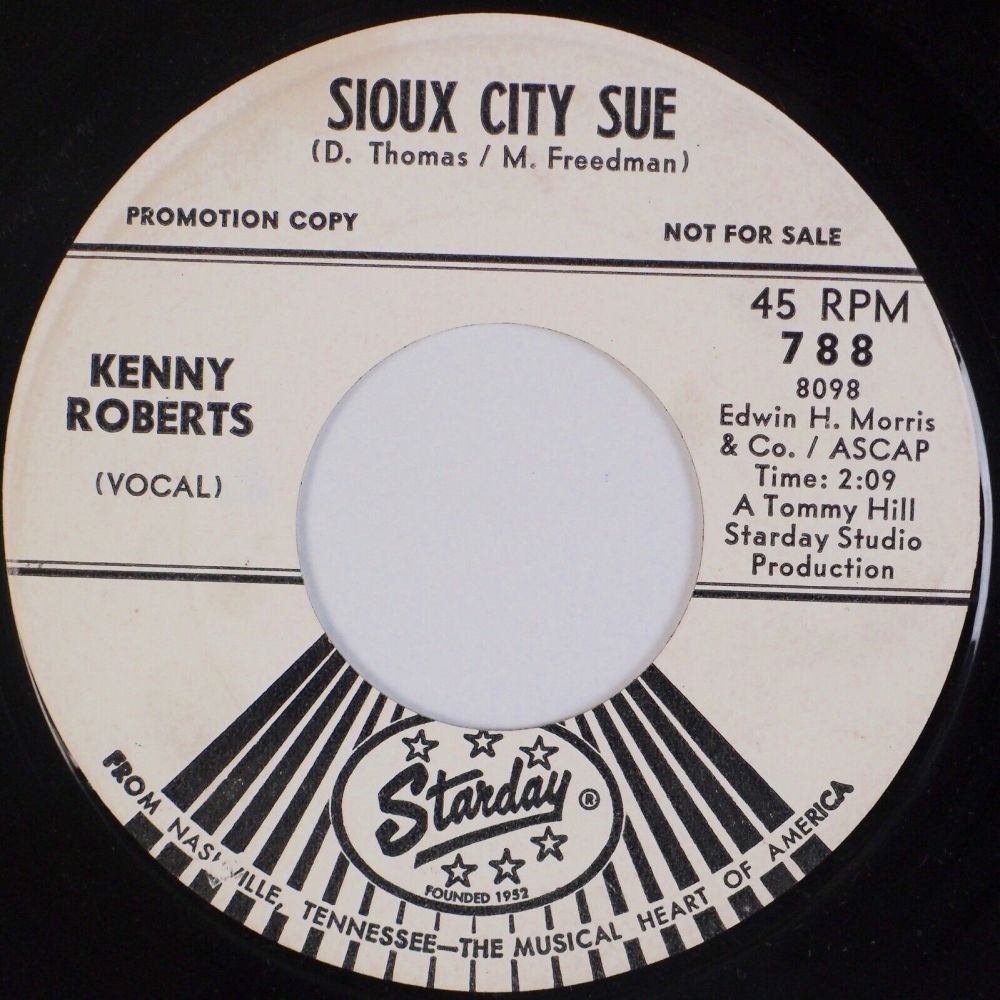 SIOUX CITY SUE
(D. Thomas / M. Freedman)
PROMOTION COPY
NOT FOR SALE
KENNY
ROBERTS
(VOCAL)
45 RPM
788
8098
Edwin H. Morris
& Co. / ASCAP
Time: 2:09
A Tommy Hill
Starday Studio
Production
Starday ®
FOUNDED 1952
FROM NASHVILLE, TENNESSEE—THE MUSICAL HEART OF AMERICA